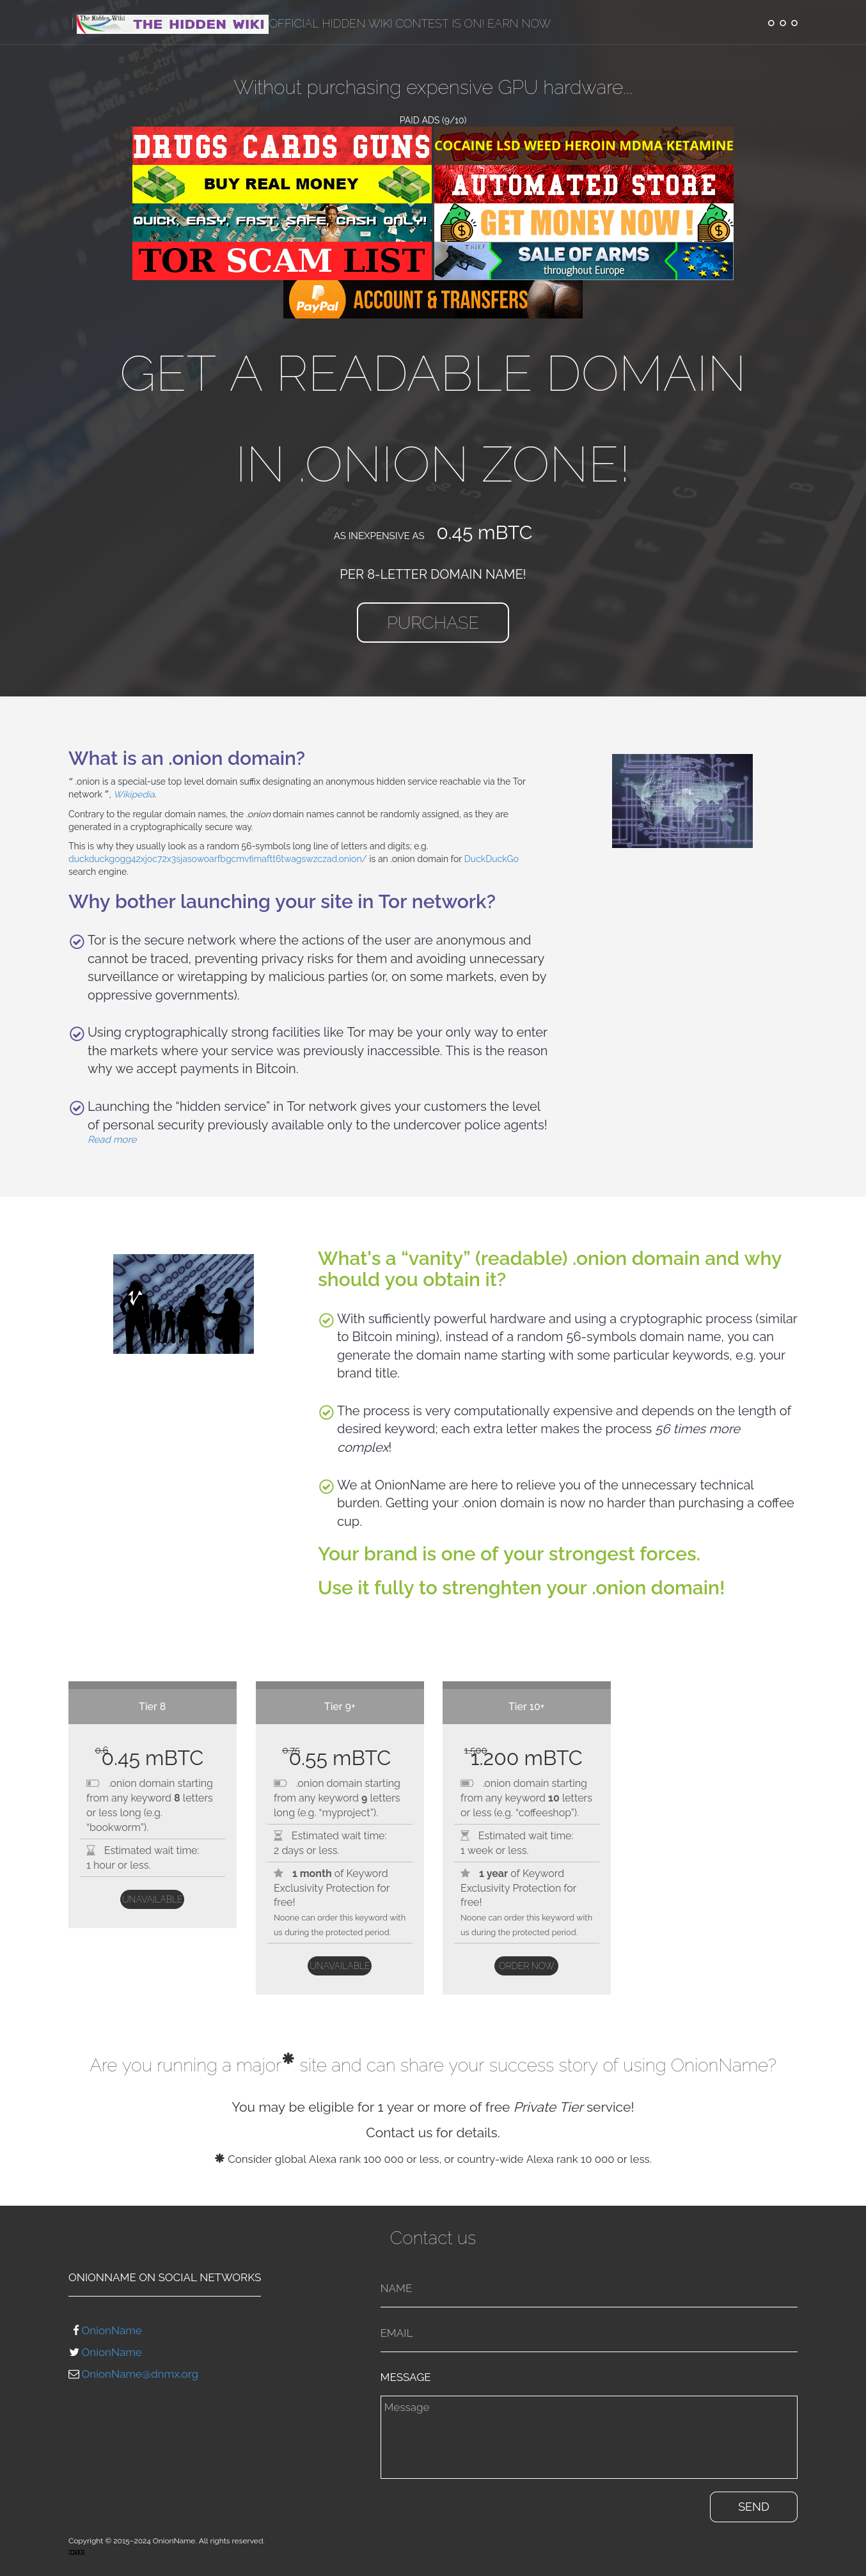 The Hidden Wiki THE HIDDEN WIKI OFFICIAL HIDDEN WIKI CONTEST IS ON! EARN NOW
Without purchasing expensive GPU hardware...
PAID ADS (9/10)
DRUGS CARDS GUNS
COCAINE LSD WEED HEROIN MDMA KETAMINE
BUY REAL MONEY
AUTOMATED STORE
QUICK, EASY, FAST, SAFE, CASH ONLY!
GET MONEY NOW !
TOR SCAM LIST
THIEF
SALE OF ARMS
throughout Europe
PayPal ACCOUNT & TRANSFERS
GET A READABLE DOMAIN
IN .ONION ZONE!
AS INEXPENSIVE AS 0.45 mBTC
PER 8-LETTER DOMAIN NAME!
PURCHASE
What is an .onion domain?
“ .onion is a special-use top level domain suffix designating an anonymous hidden service reachable via the Tor
network ”, Wikipedia.
Contrary to the regular domain names, the .onion domain names cannot be randomly assigned, as they are
generated in a cryptographically secure way.
This is why they usually look as a random 56-symbols long line of letters and digits; e.g.
duckduckgogg42xjoc72x3sjasowoarfbgcmvfimaftt6twagswzczad.onion/ is an .onion domain for DuckDuckGo
search engine.
Why bother launching your site in Tor network?
Tor is the secure network where the actions of the user are anonymous and
cannot be traced, preventing privacy risks for them and avoiding unnecessary
surveillance or wiretapping by malicious parties (or, on some markets, even by
oppressive governments).
Using cryptographically strong facilities like Tor may be your only way to enter
the markets where your service was previously inaccessible. This is the reason
why we accept payments in Bitcoin.
Launching the “hidden service” in Tor network gives your customers the level
of personal security previously available only to the undercover police agents!
Read more
What's a “vanity” (readable) .onion domain and why
should you obtain it?
With sufficiently powerful hardware and using a cryptographic process (similar
to Bitcoin mining), instead of a random 56-symbols domain name, you can
generate the domain name starting with some particular keywords, e.g. your
brand title.
The process is very computationally expensive and depends on the length of
desired keyword; each extra letter makes the process 56 times more
complex!
We at OnionName are here to relieve you of the unnecessary technical
burden. Getting your .onion domain is now no harder than purchasing a coffee
cup.
Your brand is one of your strongest forces.
Use it fully to strenghten your .onion domain!
Tier 8
0.6 0.45 mBTC
.onion domain starting
from any keyword 8 letters
or less long (e.g.
“bookworm”).
Estimated wait time:
1 hour or less.
UNAVAILABLE
Tier 9+
0.75 0.55 mBTC
.onion domain starting
from any keyword 9 letters
long (e.g. “myproject”).
Estimated wait time:
2 days or less.
1 month of Keyword
Exclusivity Protection for
free!
Noone can order this keyword with
us during the protected period.
UNAVAILABLE
Tier 10+
1.500 1.200 mBTC
.onion domain starting
from any keyword 10 letters
or less (e.g. “coffeeshop”).
Estimated wait time:
1 week or less.
1 year of Keyword
Exclusivity Protection for
free!
Noone can order this keyword with
us during the protected period.
ORDER NOW
Are you running a major* site and can share your success story of using OnionName?
You may be eligible for 1 year or more of free Private Tier service!
Contact us for details.
* Consider global Alexa rank 100 000 or less, or country-wide Alexa rank 10 000 or less.
Contact us
ONIONNAME ON SOCIAL NETWORKS
OnionName
OnionName
OnionName@dnmx.org
NAME
EMAIL
MESSAGE
Message
SEND
Copyright © 2015–2024 OnionName. All rights reserved.